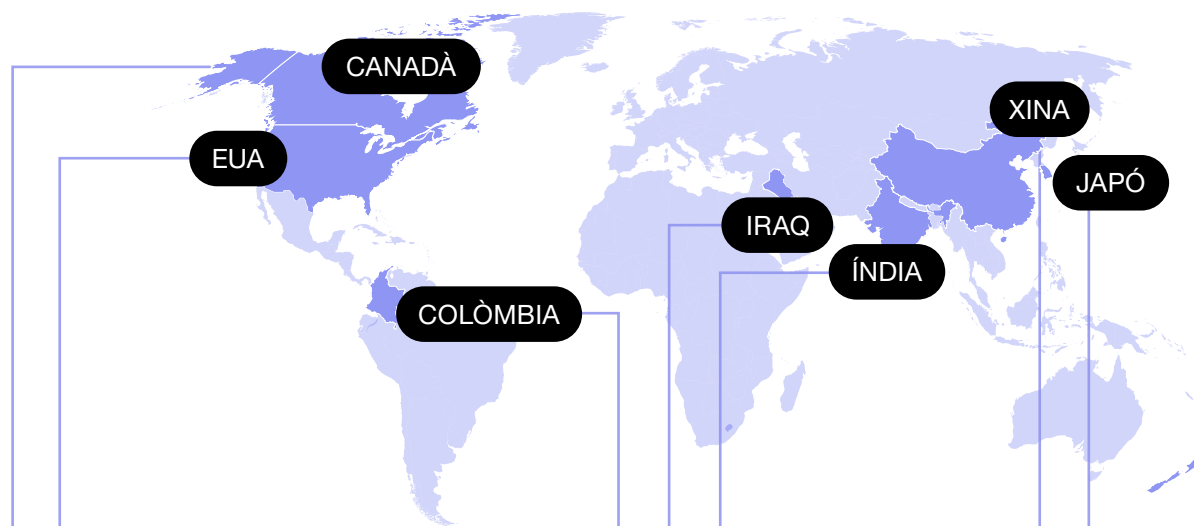 CANADÀ
XINA
EUA
JAPÓ
IRAQ
ÍNDIA
COLÒMBIA